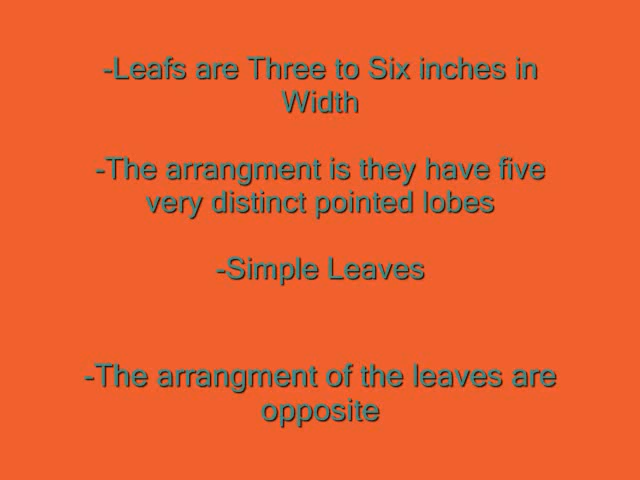 -Leafs are Three to Six inches in
Width
-The arrangment is they have five
very distinct pointed lobes
-Simple Leaves
-The arrangment of the leaves are
opposite